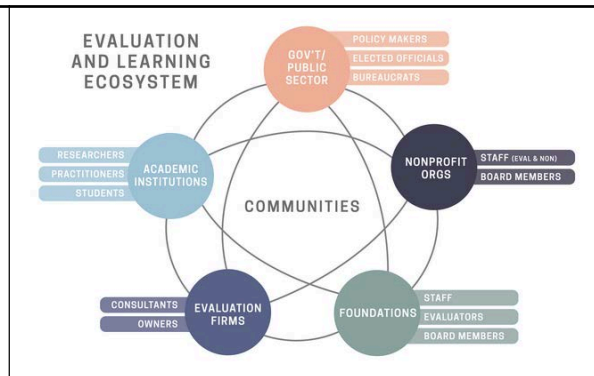 EVALUATION
AND LEARNING
ECOSYSTEM
GOV'T/
PUBLIC
SECTOR
POLICY MAKERS
ELECTED OFFICIALS
BUREAUCRATS
RESEARCHERS
PRACTITIONERS
STUDENTS
ACADEMIC
INSTITUTIONS
NONPROFIT
ORGS
STAFF (EVAL & NON)
BOARD MEMBERS
COMMUNITIES
CONSULTANTS
OWNERS
EVALUATION
FIRMS
FOUNDATIONS
STAFF
EVALUATORS
BOARD MEMBERS